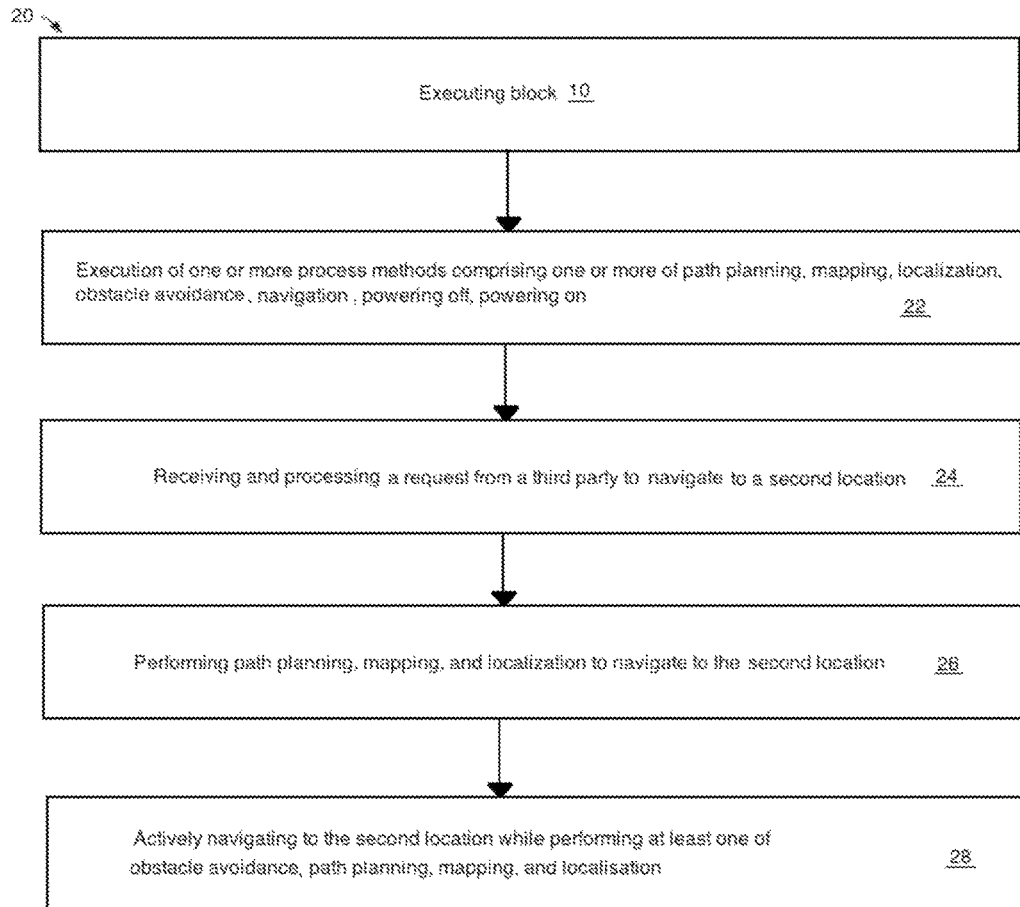 20
Executing block 10
Execution of one or more process methods comprising one or more of path planning, mapping, localization,
obstacle avoidance, navigation, powering off, powering on
22
Receiving and processing a request from a third party to navigate to a second location 24
Performing path planning, mapping, and localization to navigate to the second location 26
Actively navigating to the second location while performing at least one of
obstacle avoidance, path planning, mapping, and localisation
28